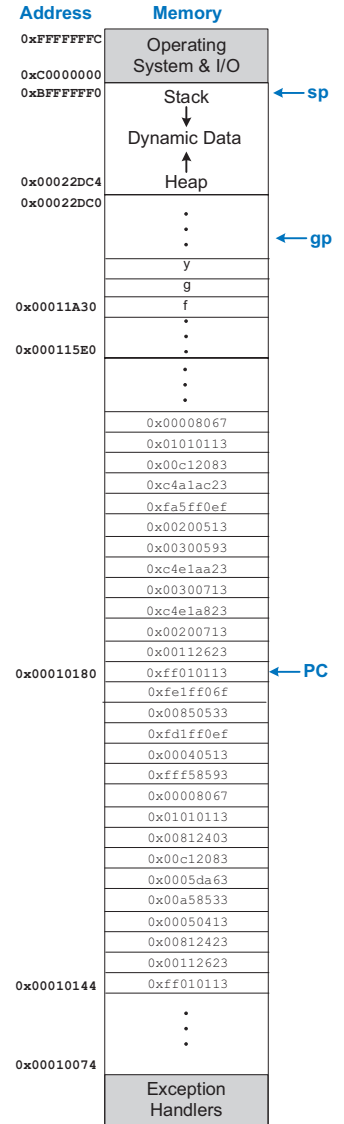 Address Memory
0xFFFFFFFC
Operating
System & I/O
0xC0000000
0xBFFFFFF0 Stack sp
Dynamic Data
0x00022DC4 Heap
0x00022DC0
gp
y
g
0x00011A30 f
0x000115E0
0x00008067
0x01010113
0x00c12083
0xc4a1ac23
0xfa5ff0ef
0x00200513
0x00300593
0xc4e1aa23
0x00300713
0xc4e1a823
0x00200713
0x00112623
0x00010180 0xff010113 PC
0xfe1ff06f
0x00850533
0xfd1ff0ef
0x00040513
0xfff58593
0x00008067
0x01010113
0x00812403
0x00c12083
0x0005da63
0x00a58533
0x00050413
0x00812423
0x00112623
0x00010144 0xff010113
0x00010074
Exception
Handlers